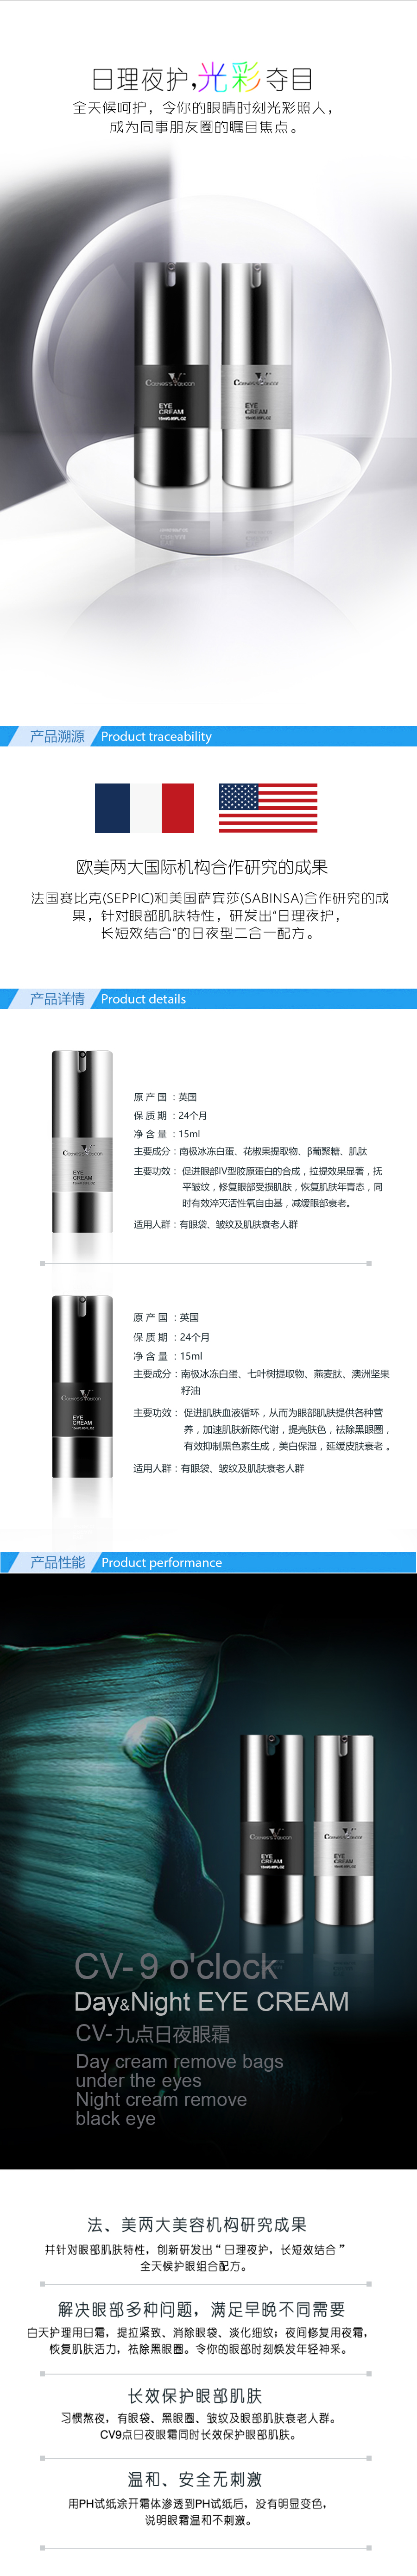 日理夜护,光彩夺目
全天候呵护，令你的眼睛时刻光彩照人，
成为同事朋友圈的瞩目焦点。
EYE
CREAM
EYE
CREAM
产品溯源 Product traceability
欧美两大国际机构合作研究的成果
法国赛比克(SEPPIC)和美国萨宾莎(SABINSA)合作研究的成
果，针对眼部肌肤特性，研发出“日理夜护，
长短效结合”的日夜型二合一配方。
产品详情 Product details
原 产 国 ：英国
保 质 期 ：24个月
净 含 量 ：15ml
主要成分：南极冰冻白蛋、花椒果提取物、β葡聚糖、肌肽
主要功效： 促进眼部IV型胶原蛋白的合成，拉提效果显著，抚
平皱纹，修复眼部受损肌肤，恢复肌肤年青态，同
时有效淬灭活性氧自由基，减缓眼部衰老。
适用人群：有眼袋、皱纹及肌肤衰老人群
EYE
CREAM
原 产 国 ：英国
保 质 期 ：24个月
净 含 量 ：15ml
主要成分：南极冰冻白蛋、七叶树提取物、燕麦肽、澳洲坚果
籽油
主要功效： 促进肌肤血液循环，从而为眼部肌肤提供各种营
养，加速肌肤新陈代谢，提亮肤色，祛除黑眼圈，
有效抑制黑色素生成，美白保湿，延缓皮肤衰老 。
适用人群：有眼袋、皱纹及肌肤衰老人群
EYE
CREAM
产品性能 Product performance
EYE
CREAM
EYE
CREAM
CV- 9 o'clock
Day&Night EYE CREAM
CV-九点日夜眼霜
Day cream remove bags
under the eyes
Night cream remove
black eye
法、美两大美容机构研究成果
并针对眼部肌肤特性，创新研发出“日理夜护，长短效结合”
全天候护眼组合配方。
解决眼部多种问题，满足早晚不同需要
白天护理用日霜，提拉紧致、消除眼袋、淡化细纹；夜间修复用夜霜，
恢复肌肤活力，祛除黑眼圈。令你的眼部时刻焕发年轻神采。
长效保护眼部肌肤
习惯熬夜，有眼袋、黑眼圈、皱纹及眼部肌肤衰老人群。
CV9点日夜眼霜同时长效保护眼部肌肤。
温和、安全无刺激
用PH试纸涂开霜体渗透到PH试纸后，没有明显变色，
说明眼霜温和不刺激。